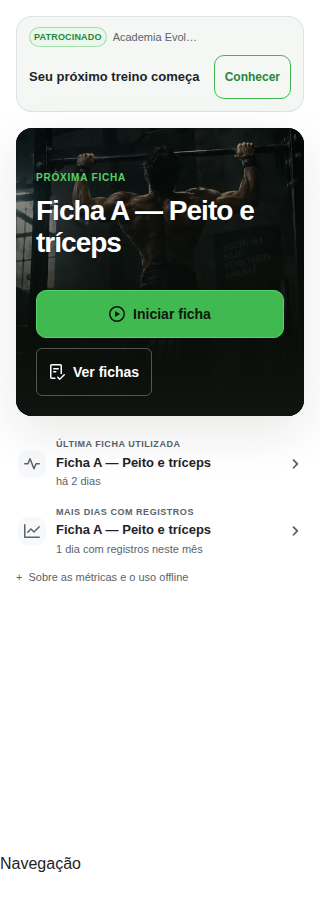 PATROCINADO Academia Evol…
Seu próximo treino começa
Conhecer
PRÓXIMA FICHA
Ficha A — Peito e
tríceps
Iniciar ficha
Ver fichas
ÚLTIMA FICHA UTILIZADA
Ficha A — Peito e tríceps
há 2 dias
MAIS DIAS COM REGISTROS
Ficha A — Peito e tríceps
1 dia com registros neste mês
+ Sobre as métricas e o uso offline
Navegação